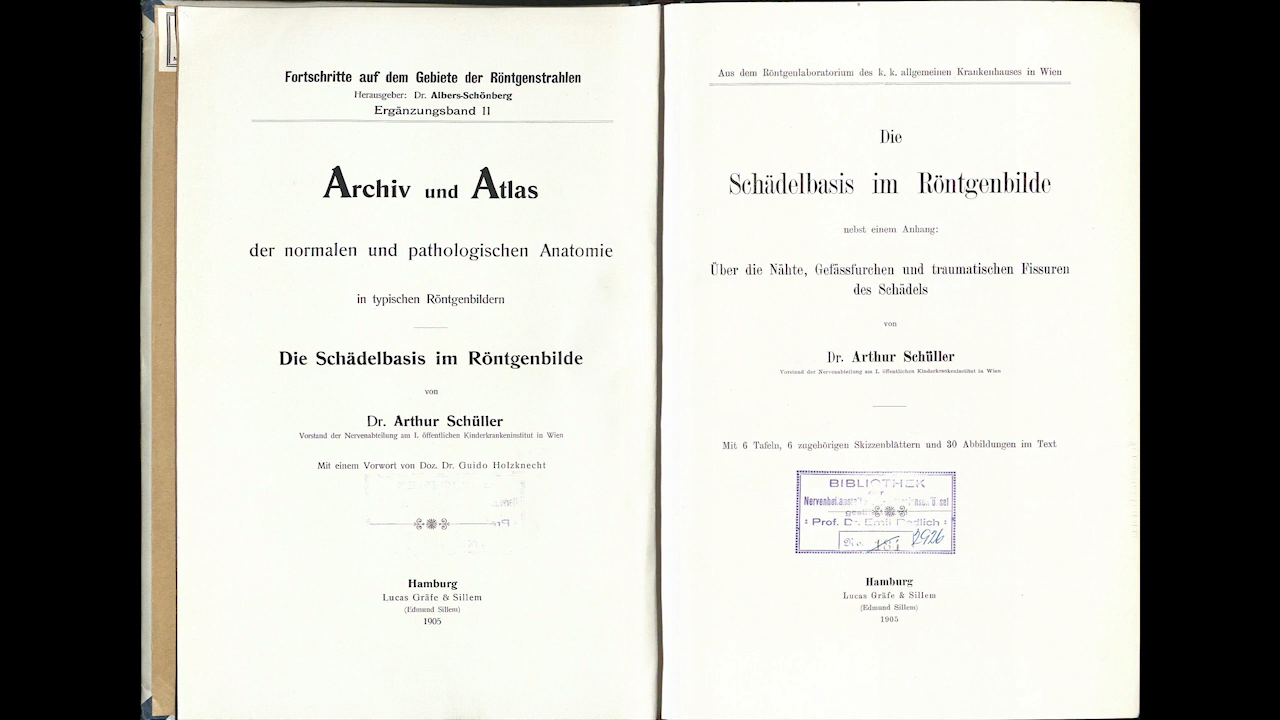 Fortschritte auf dem Gebiete der Röntgenstrahlen
Herausgeber: Dr. Albers-Schönberg
Ergänzungsband 11
Archiv und Atlas
der normalen und pathologischen Anatomie
in typischen Röntgenbildern
Die Schädelbasis im Röntgenbilde
von
Dr. Arthur Schüller
Vorstand der Nervenabteilung am I. öffentlichen Kinderkrankeninstitut in Wien
Mit einem Vorwort von Doz. Dr. Guido Holzknecht
Hamburg
Lucas Gräfe & Sillem
(Edmund Sillem)
1905
Aus dem Röntgenlaboratorium des k. k. allgemeinen Krankenhauses in Wien
Die
Schädelbasis im Röntgenbilde
nebst einem Anhang:
Über die Nähte, Gefässfurchen und traumatischen Fissuren
des Schädels
von
Dr. Arthur Schüller
Vorstand der Nervenabteilung am I. öffentlichen Kinderkrankeninstitut in Wien
Mit 6 Tafeln, 6 zugehörigen Skizzenblättern und 30 Abbildungen im Text
BIBLIOTHEK
Prof. Dr. Emil Redlich
No. 181 2926
Hamburg
Lucas Gräfe & Sillem
(Edmund Sillem)
1905